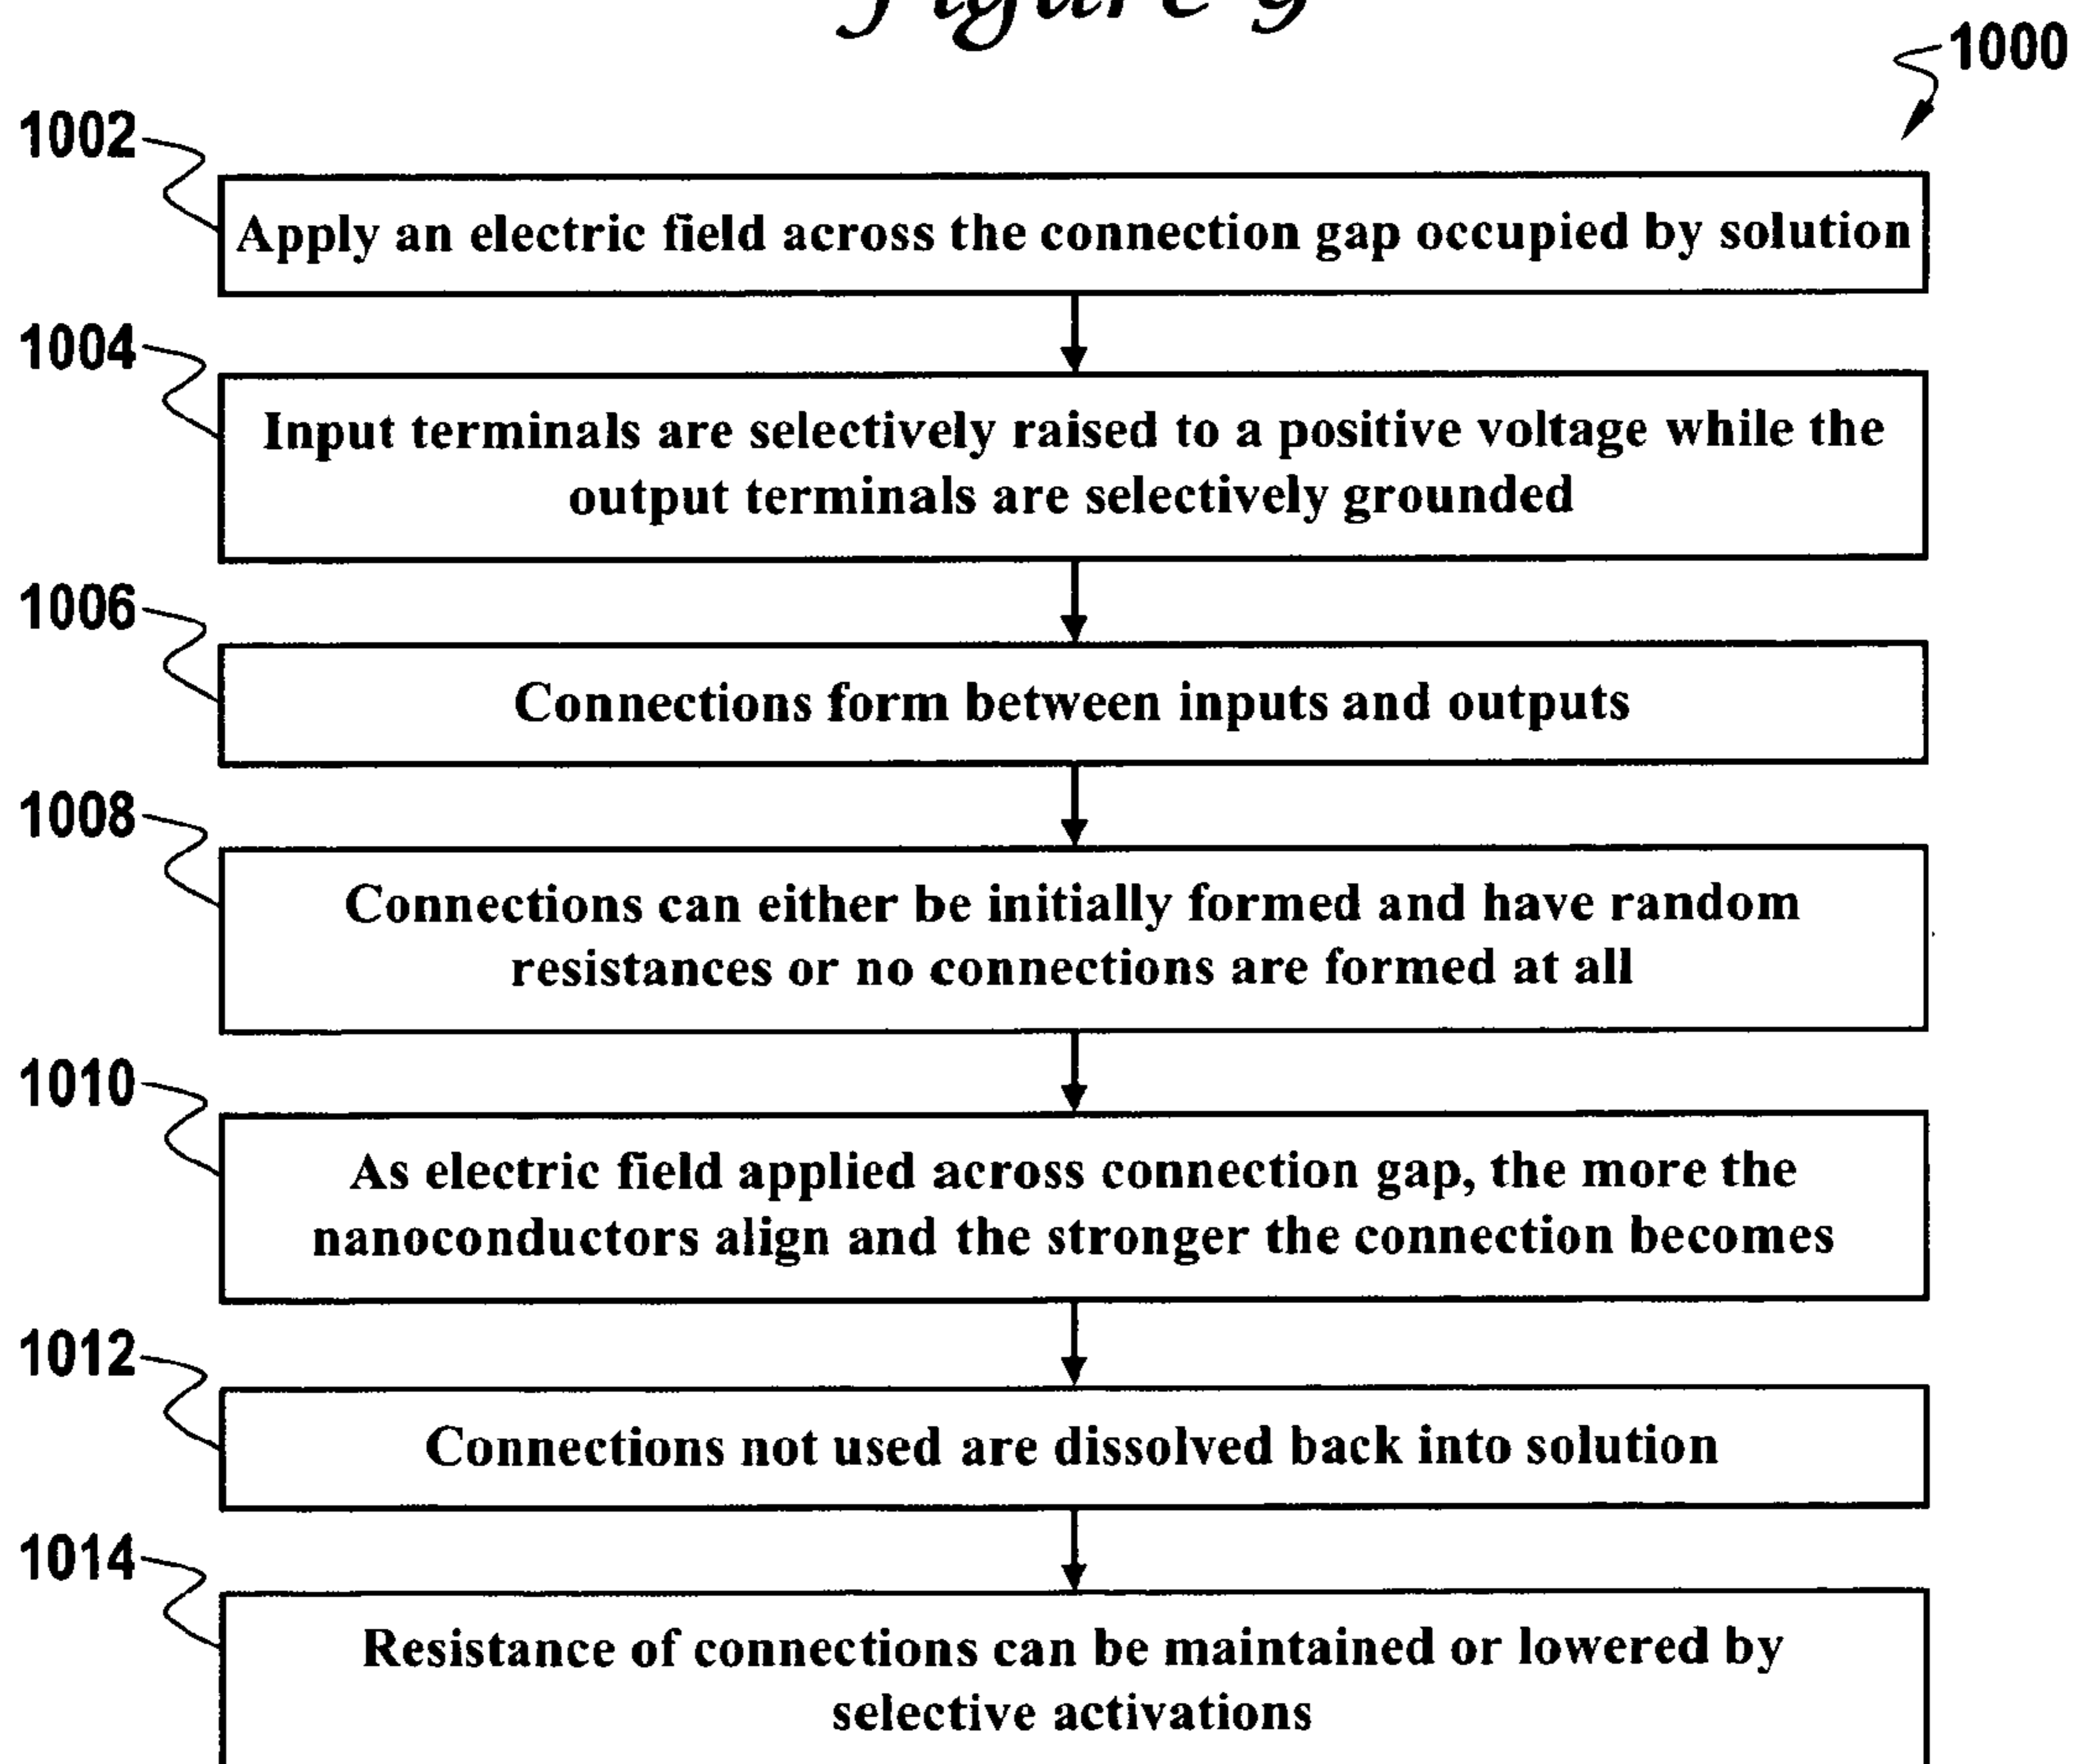 Figure 9
1000
1002
Apply an electric field across the connection gap occupied by solution
1004
Input terminals are selectively raised to a positive voltage while the
output terminals are selectively grounded
1006
Connections form between inputs and outputs
1008
Connections can either be initially formed and have random
resistances or no connections are formed at all
1010
As electric field applied across connection gap, the more the
nanoconductors align and the stronger the connection becomes
1012
Connections not used are dissolved back into solution
1014
Resistance of connections can be maintained or lowered by
selective activations